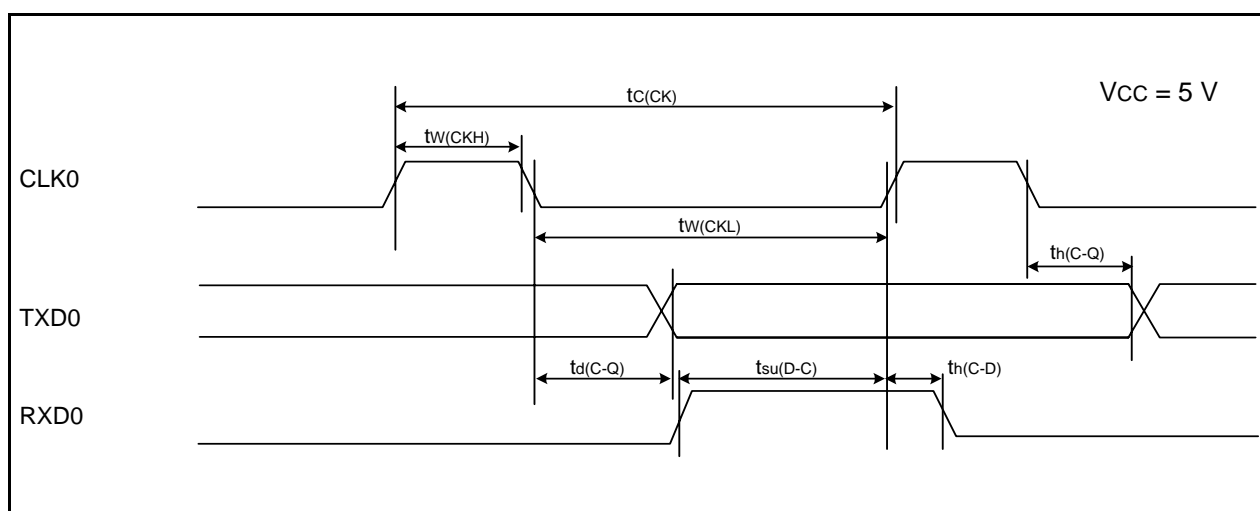 tC(CK)
VCC = 5 V
tW(CKH)
CLK0
tW(CKL)
th(C-Q)
TXD0
td(C-Q)
tsu(D-C)
th(C-D)
RXD0